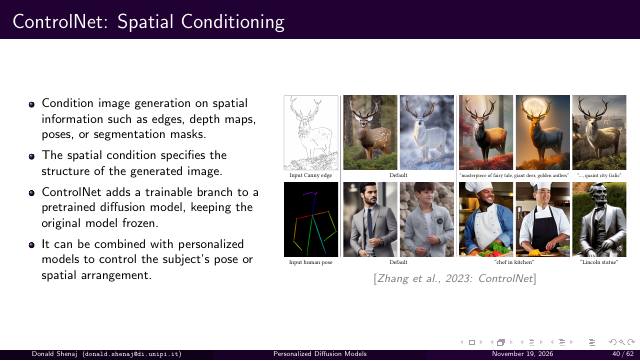 ControlNet: Spatial Conditioning
Condition image generation on spatial
information such as edges, depth maps,
poses, or segmentation masks.
The spatial condition specifies the
structure of the generated image.
ControlNet adds a trainable branch to a
pretrained diffusion model, keeping the
original model frozen.
It can be combined with personalized
models to control the subject's pose or
spatial arrangement.
Input Canny edge
Default
"masterpiece of fairy tale, giant deer, golden antlers"
"..., quaint city Galic"
Input human pose
Default
"chef in kitchen"
"Lincoln statue"
[Zhang et al., 2023: ControlNet]
Donald Shenaj (donald.shenaj@di.unipi.it)
Personalized Diffusion Models
November 19, 2026
40 / 62